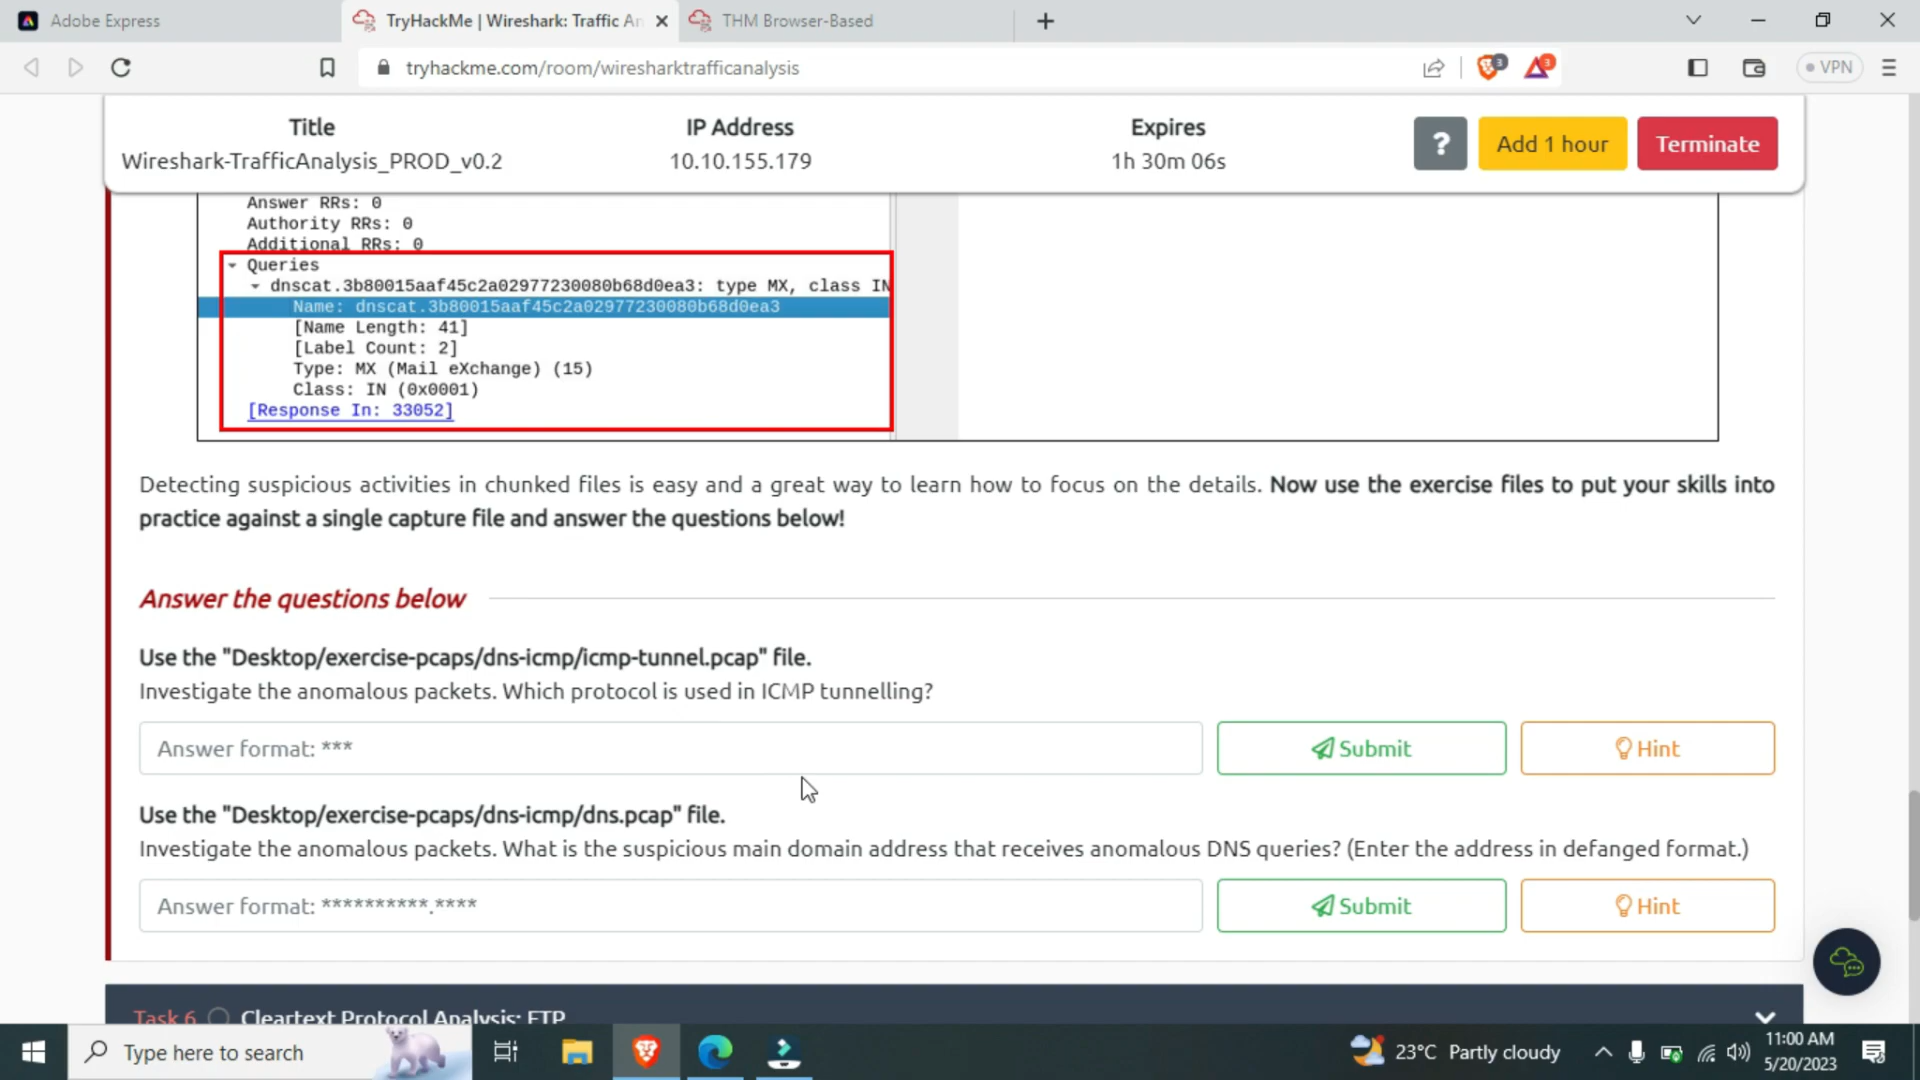 Adobe Express
TryHackMe | Wireshark: Traffic An
THM Browser-Based
tryhackme.com/room/wiresharktrafficanalysis
3
3
VPN
Title
IP Address
Expires
Wireshark-TrafficAnalysis_PROD_v0.2
10.10.155.179
1h 30m 06s
?
Add 1 hour
Terminate
Answer RRs: 0
Authority RRs: 0
Additional RRs: 0
Queries
dnscat.3b80015aaf45c2a02977230080b68d0ea3: type MX, class IN
Name: dnscat.3b80015aaf45c2a02977230080b68d0ea3
[Name Length: 41]
[Label Count: 2]
Type: MX (Mail eXchange) (15)
Class: IN (0x0001)
[Response In: 33052]
Detecting suspicious activities in chunked files is easy and a great way to learn how to focus on the details. Now use the exercise files to put your skills into
practice against a single capture file and answer the questions below!
Answer the questions below
Use the "Desktop/exercise-pcaps/dns-icmp/icmp-tunnel.pcap" file.
Investigate the anomalous packets. Which protocol is used in ICMP tunnelling?
Answer format: ***
Submit
Hint
Use the "Desktop/exercise-pcaps/dns-icmp/dns.pcap" file.
Investigate the anomalous packets. What is the suspicious main domain address that receives anomalous DNS queries? (Enter the address in defanged format.)
Answer format: **********.****
Submit
Hint
Task 6 Cleartext Protocol Analysis: FTP
Type here to search
23°C Partly cloudy
11:00 AM
5/20/2023